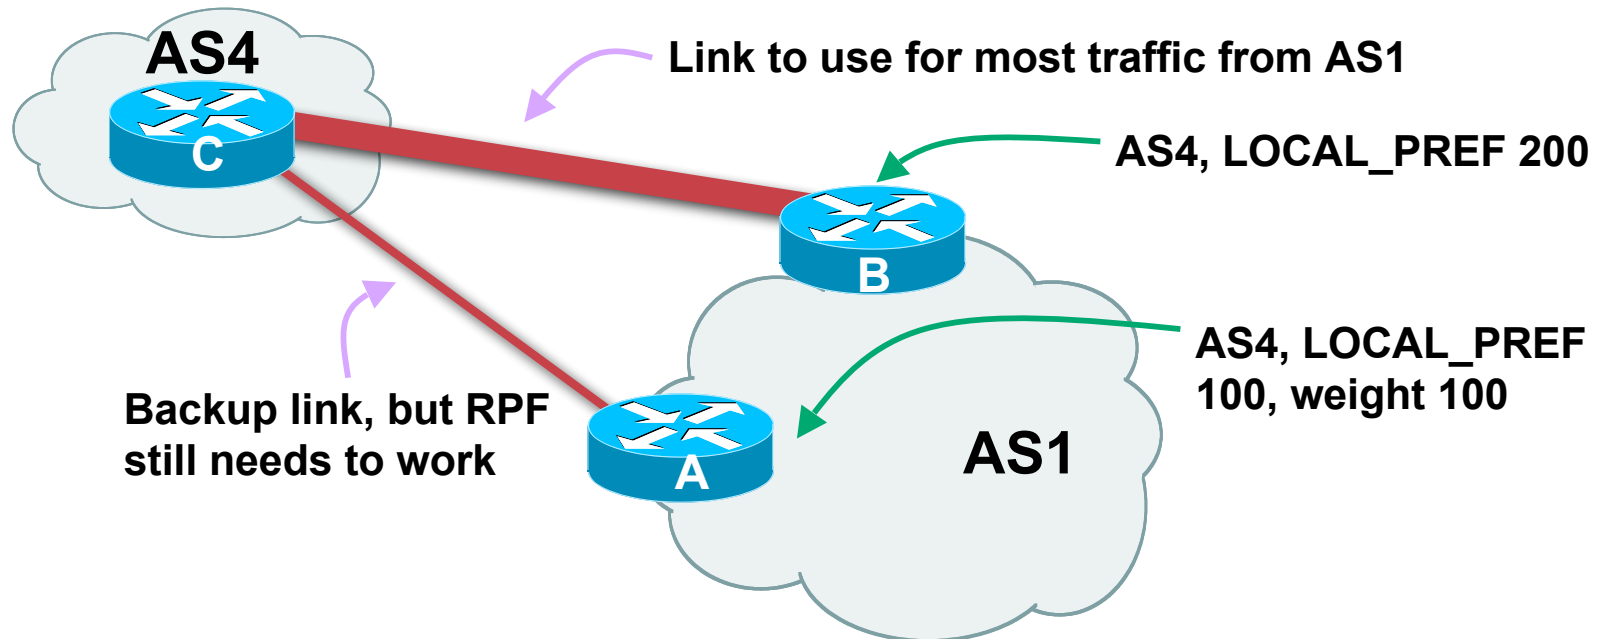 AS4
Link to use for most traffic from AS1
C
AS4, LOCAL_PREF 200
B
AS4, LOCAL_PREF
100, weight 100
Backup link, but RPF
still needs to work
A
AS1